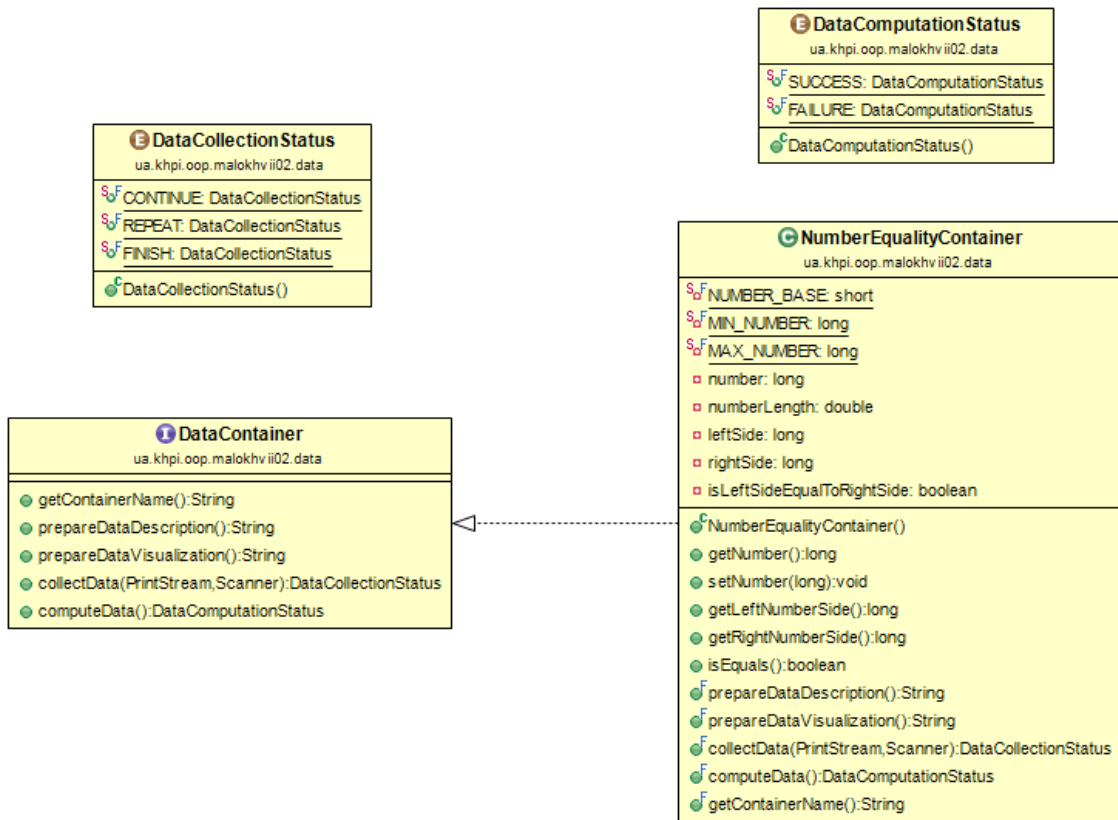 DataComputationStatus
ua.khpi.oop.malokhvii02.data
SUCCESS: DataComputationStatus
FAILURE: DataComputationStatus
DataComputationStatus()
DataCollectionStatus
ua.khpi.oop.malokhvii02.data
CONTINUE: DataCollectionStatus
REPEAT: DataCollectionStatus
FINISH: DataCollectionStatus
DataCollectionStatus()
NumberEqualityContainer
ua.khpi.oop.malokhvii02.data
NUMBER_BASE: short
MIN_NUMBER: long
MAX_NUMBER: long
number: long
numberLength: double
leftSide: long
rightSide: long
isLeftSideEqualToRightSide: boolean
NumberEqualityContainer()
getNumber():long
setNumber(long):void
getLeftNumberSide():long
getRightNumberSide():long
isEquals():boolean
prepareDataDescription():String
prepareDataVisualization():String
collectData(PrintStream,Scanner):DataCollectionStatus
computeData():DataComputationStatus
getContainerName():String
DataContainer
ua.khpi.oop.malokhvii02.data
getContainerName():String
prepareDataDescription():String
prepareDataVisualization():String
collectData(PrintStream,Scanner):DataCollectionStatus
computeData():DataComputationStatus